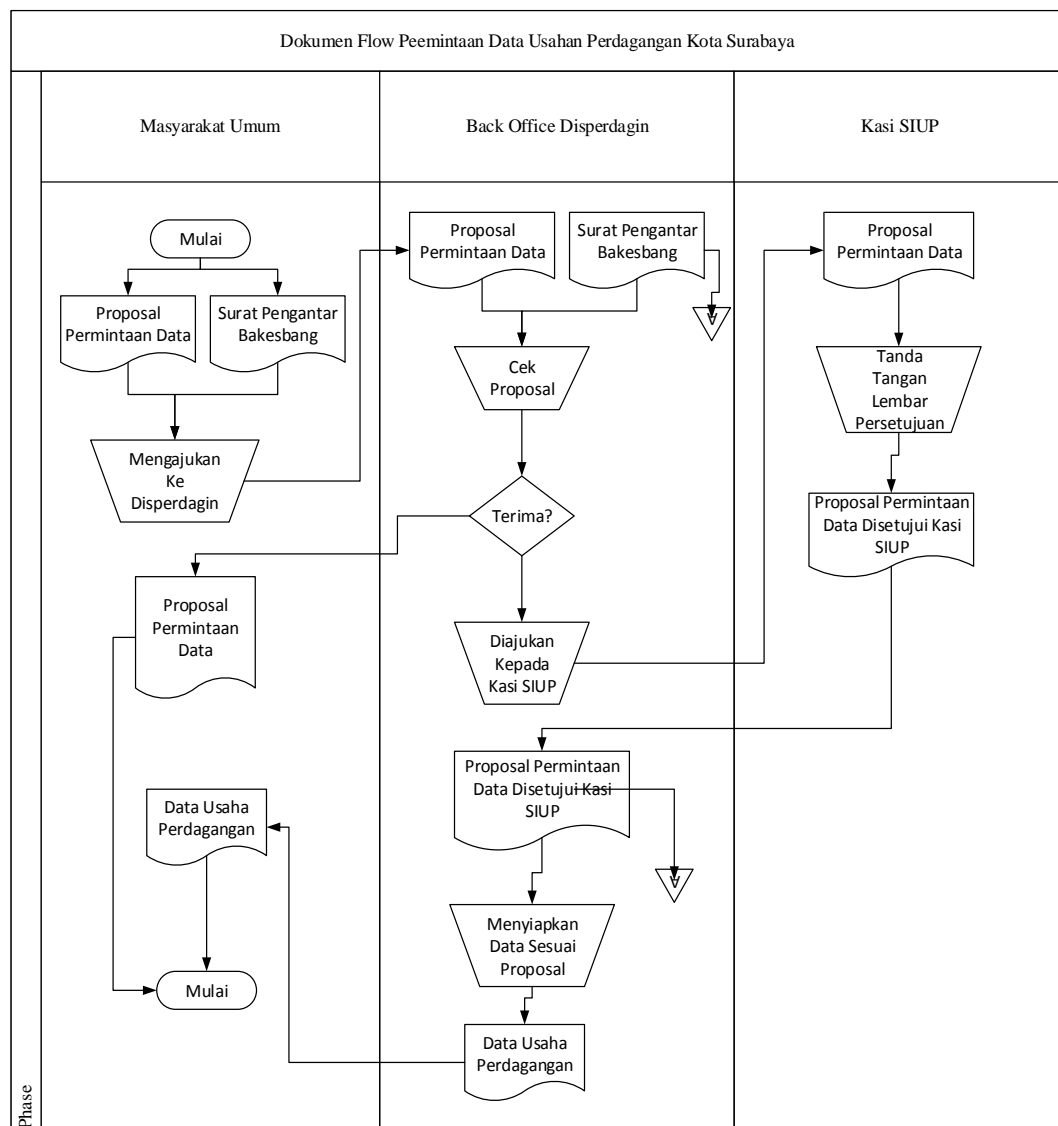 Dokumen Flow Peemintaan Data Usahan Perdagangan Kota Surabaya
Masyarakat Umum
Back Office Disperdagin
Kasi SIUP
Mulai
Proposal
Permintaan Data
Surat Pengantar
Bakesbang
Mengajukan
Ke
Disperdagin
Proposal
Permintaan
Data
Data Usaha
Perdagangan
Mulai
Proposal
Permintaan Data
Surat Pengantar
Bakesbang
Cek
Proposal
Terima?
Diajukan
Kepada
Kasi SIUP
Proposal Permintaan
Data Disetujui Kasi
SIUP
Menyiapkan
Data Sesuai
Proposal
Data Usaha
Perdagangan
Proposal
Permintaan Data
Tanda
Tangan
Lembar
Persetujuan
Proposal Permintaan
Data Disetujui Kasi
SIUP
Phase